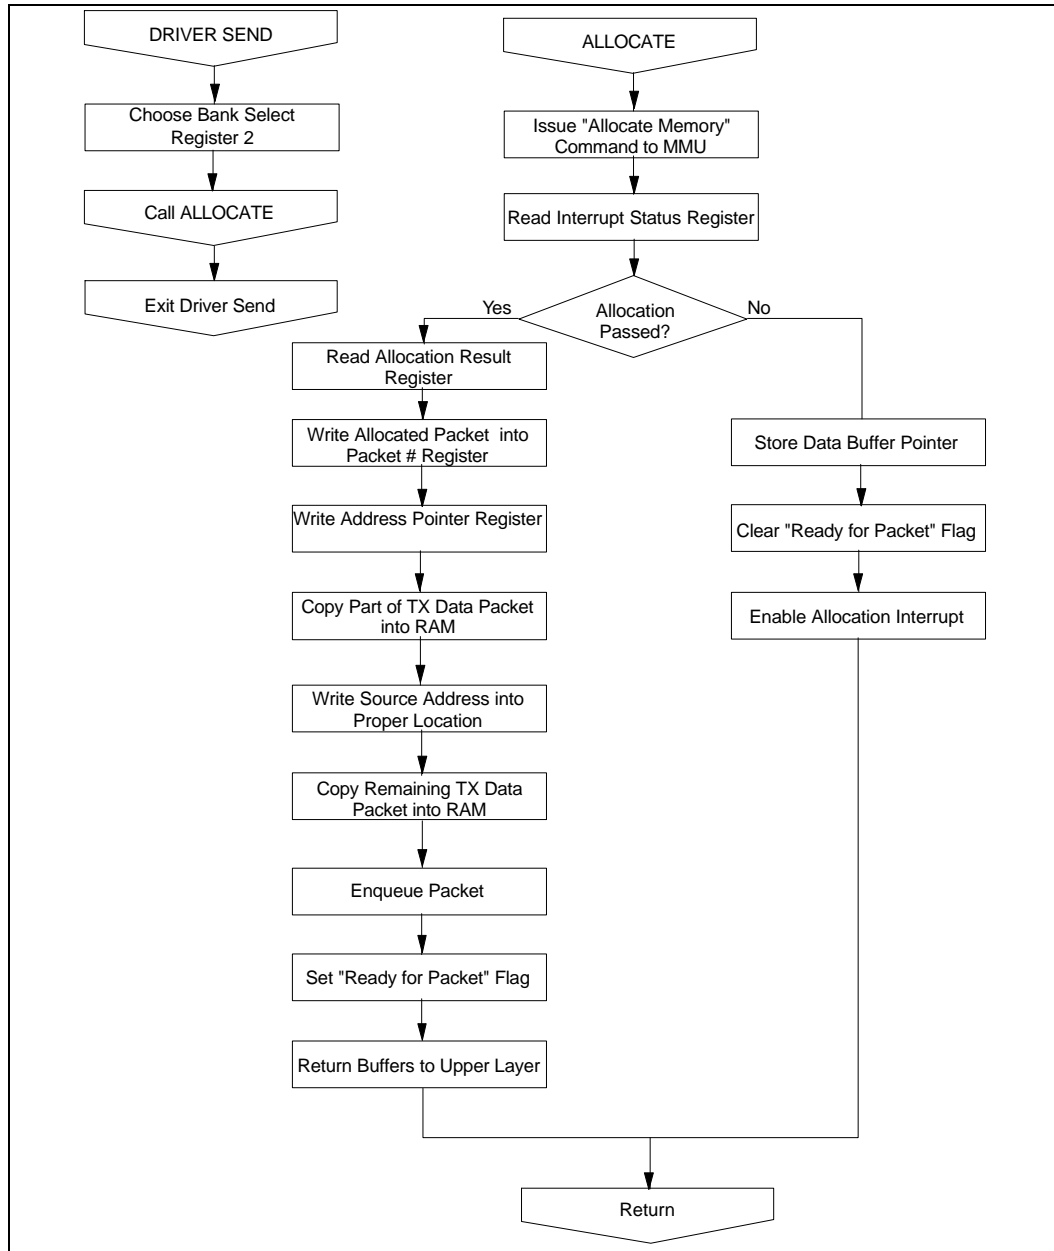 DRIVER SEND
Choose Bank Select
Register 2
Call ALLOCATE
Exit Driver Send
ALLOCATE
Issue "Allocate Memory"
Command to MMU
Read Interrupt Status Register
Allocation
Passed?
Yes
No
Read Allocation Result
Register
Write Allocated Packet into
Packet # Register
Write Address Pointer Register
Copy Part of TX Data Packet
into RAM
Write Source Address into
Proper Location
Copy Remaining TX Data
Packet into RAM
Enqueue Packet
Set "Ready for Packet" Flag
Return Buffers to Upper Layer
Store Data Buffer Pointer
Clear "Ready for Packet" Flag
Enable Allocation Interrupt
Return